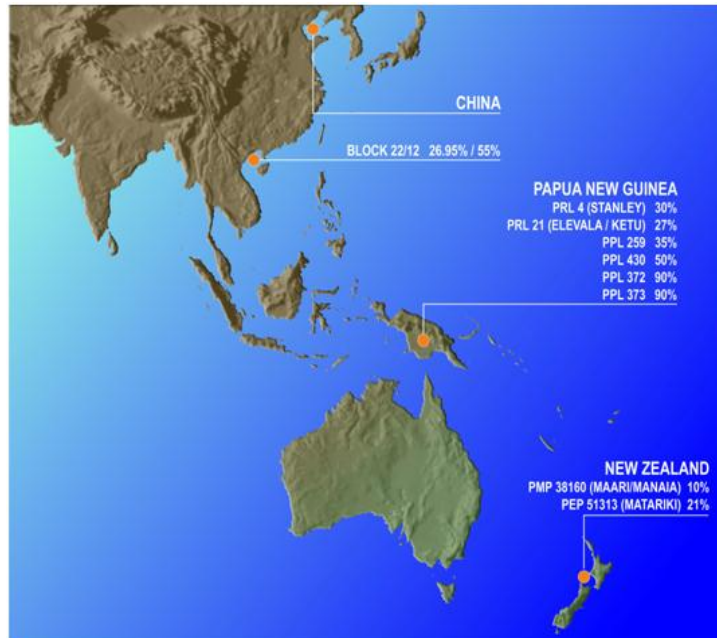 CHINA
BLOCK 22/12 26.95% / 55%
PAPUA NEW GUINEA
PRL 4 (STANLEY) 30%
PRL 21 (ELEVALA / KETU) 27%
PPL 259 35%
PPL 430 50%
PPL 372 90%
PPL 373 90%
NEW ZEALAND
PMP 38160 (MAARI/MANAIA) 10%
PEP 51313 (MATARIKI) 21%